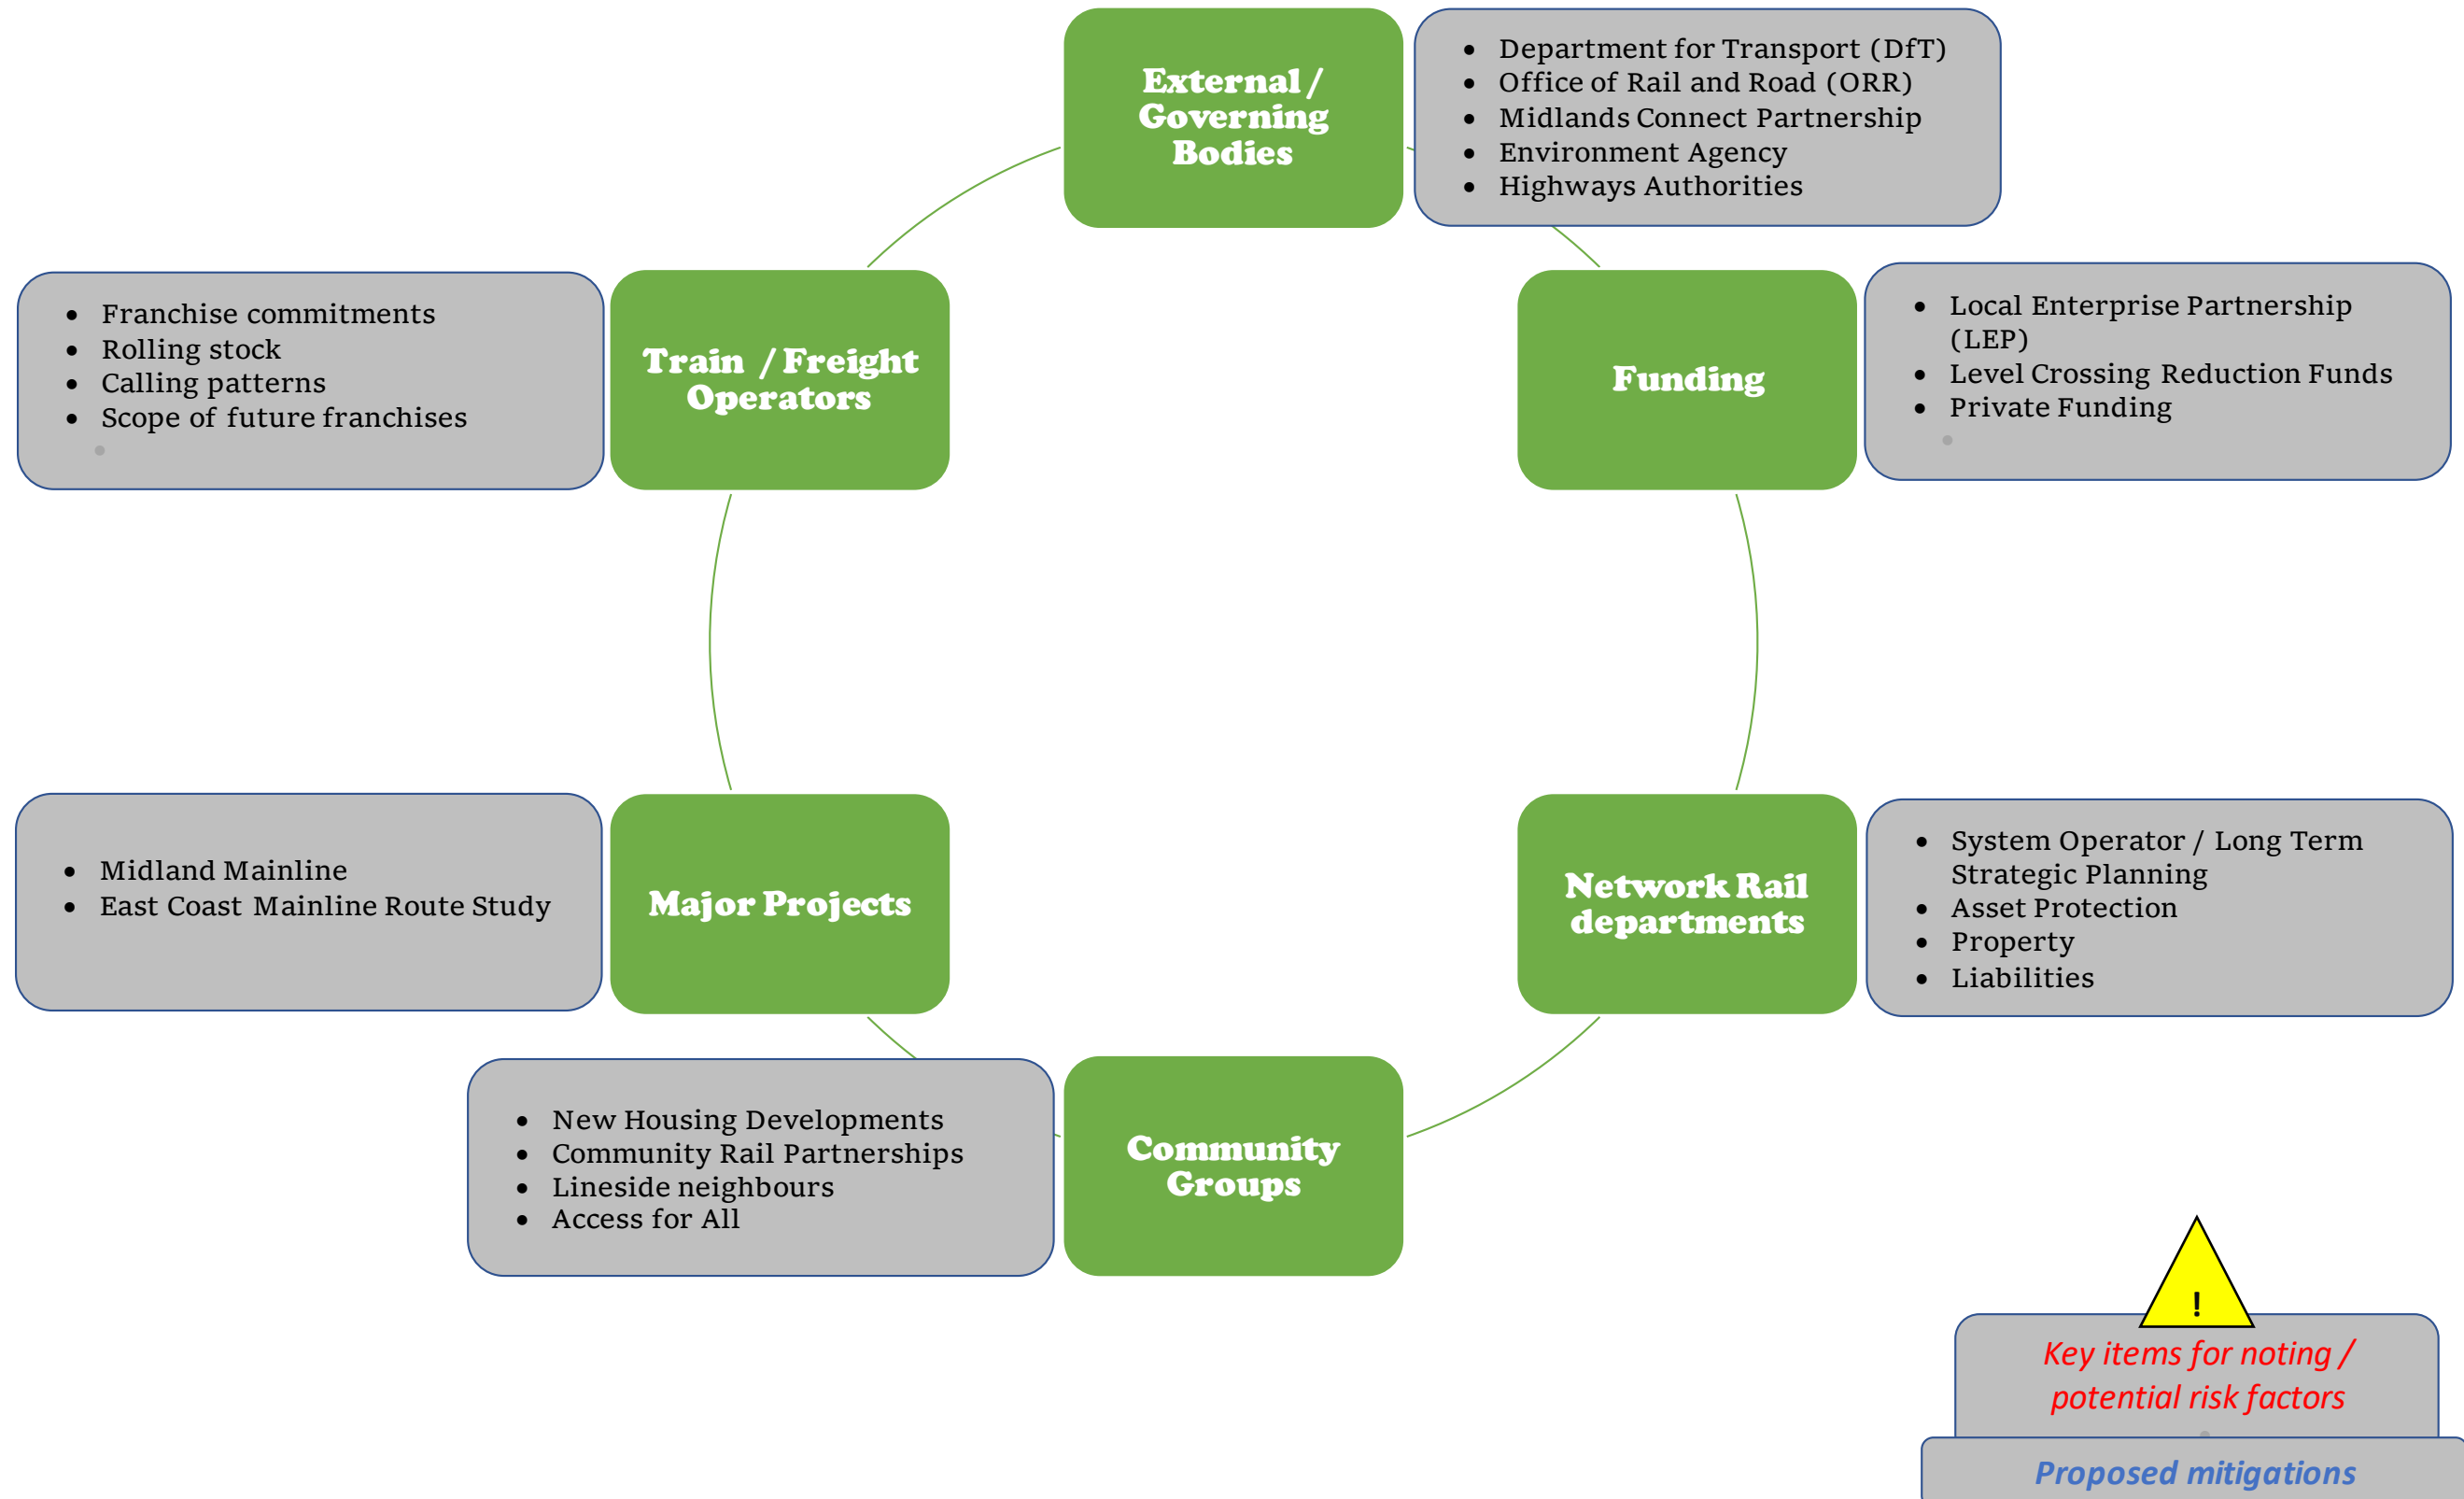 External /
Governing
Bodies
• Department for Transport (DfT)
• Office of Rail and Road (ORR)
• Midlands Connect Partnership
• Environment Agency
• Highways Authorities
Funding
• Local Enterprise Partnership
(LEP)
• Level Crossing Reduction Funds
• Private Funding
Network Rail
departments
• System Operator / Long Term
Strategic Planning
• Asset Protection
• Property
• Liabilities
Community
Groups
• New Housing Developments
• Community Rail Partnerships
• Lineside neighbours
• Access for All
Major Projects
• Midland Mainline
• East Coast Mainline Route Study
Train / Freight
Operators
• Franchise commitments
• Rolling stock
• Calling patterns
• Scope of future franchises
!
Key items for noting /
potential risk factors
Proposed mitigations